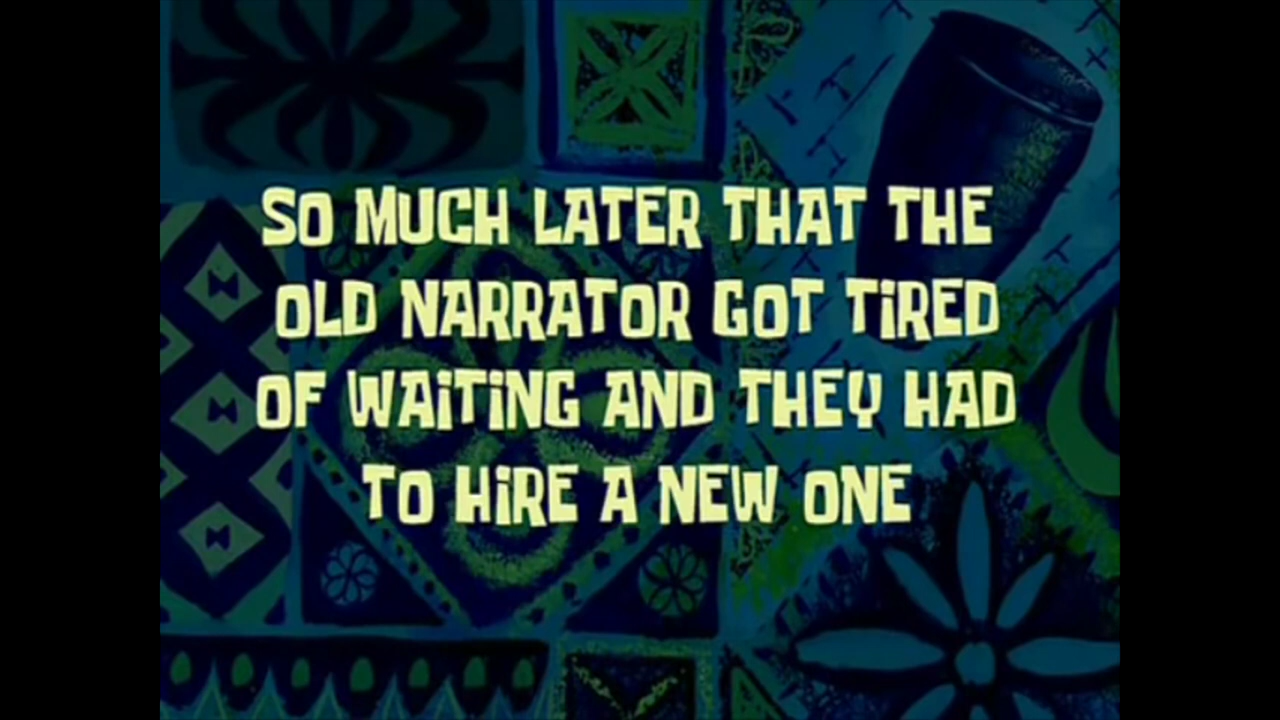 SO MUCH LATER THAT THE
OLD NARRATOR GOT TiRED
OF WAiTiNG AND THEY HAD
TO HiRE A NEW ONE